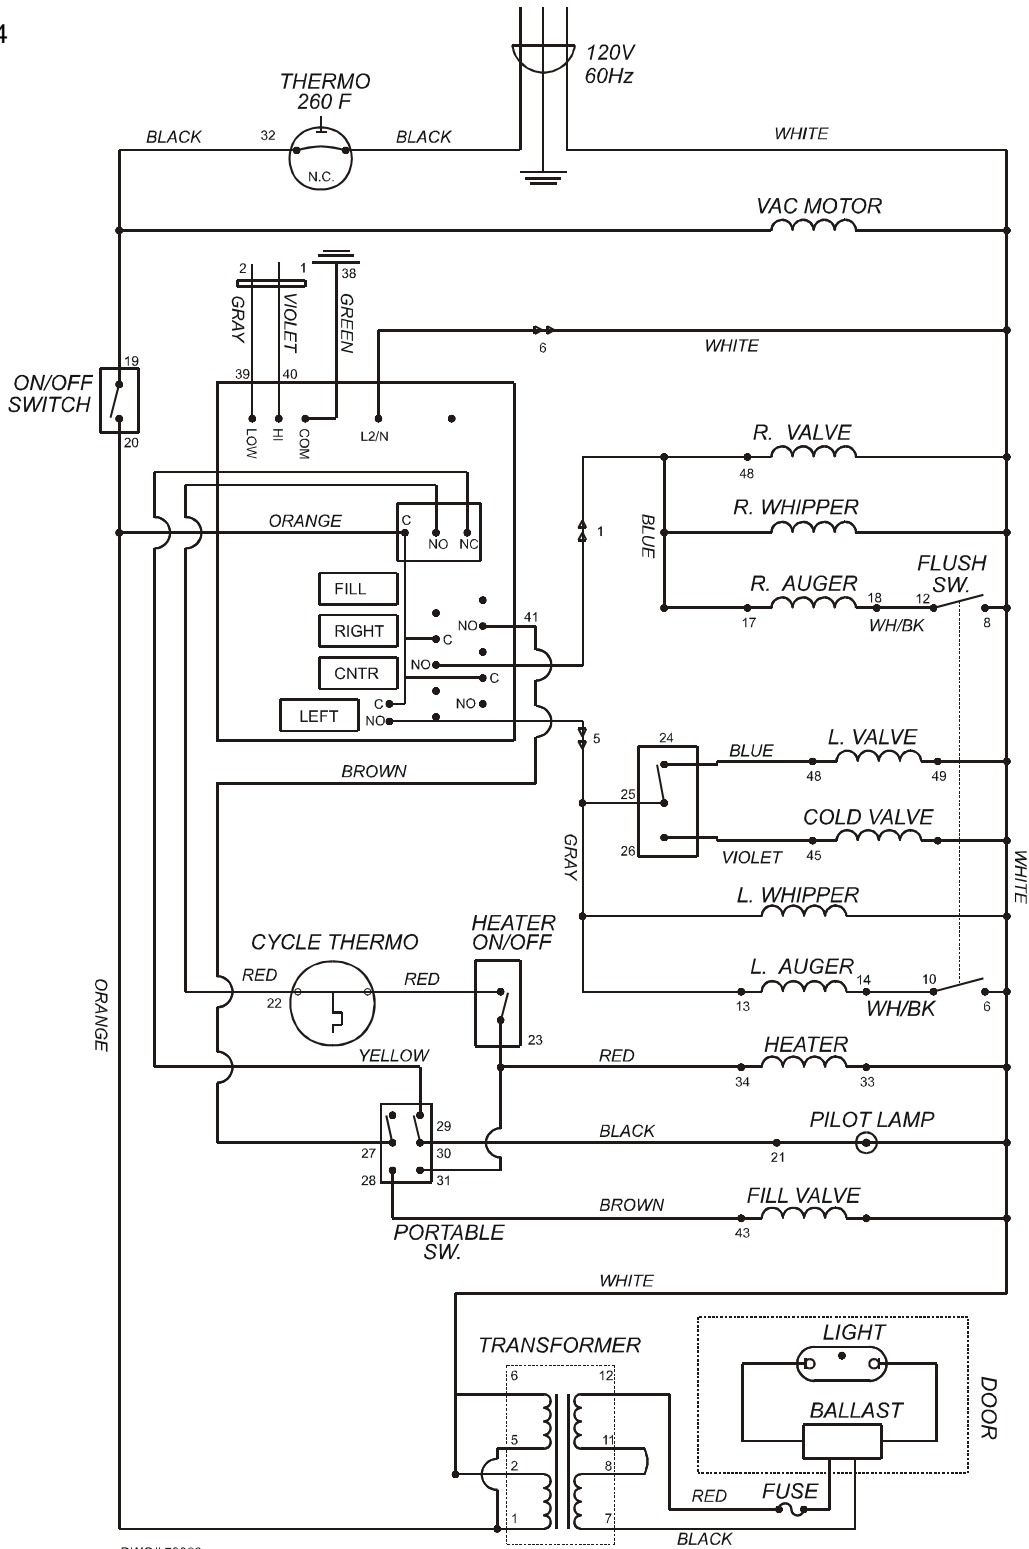 4
120V
60Hz
THERMO
260 F
BLACK
32
BLACK
WHITE
N.C.
VAC MOTOR
2
1
38
GRAY
VIOLET
GREEN
6
WHITE
19
ON/OFF
SWITCH
20
39
40
LOW
HI
COM
L2/N
R. VALVE
48
ORANGE
C
NO
NC
1
BLUE
R. WHIPPER
FLUSH
SW.
FILL
R. AUGER
18
12
17
WH/BK
8
RIGHT
NO
41
C
CNTR
NO
C
C
NO
LEFT
NO
5
24
BLUE
L. VALVE
48
49
BROWN
25
COLD VALVE
26
VIOLET
45
GRAY
WHITE
L. WHIPPER
HEATER
ON/OFF
CYCLE THERMO
RED
RED
22
L. AUGER
14
10
13
WH/BK
6
ORANGE
23
YELLOW
RED
HEATER
34
33
29
BLACK
PILOT LAMP
27
30
21
28
31
BROWN
FILL VALVE
43
PORTABLE
SW.
WHITE
TRANSFORMER
LIGHT
6
12
DOOR
BALLAST
5
11
2
8
RED
FUSE
1
7
BLACK